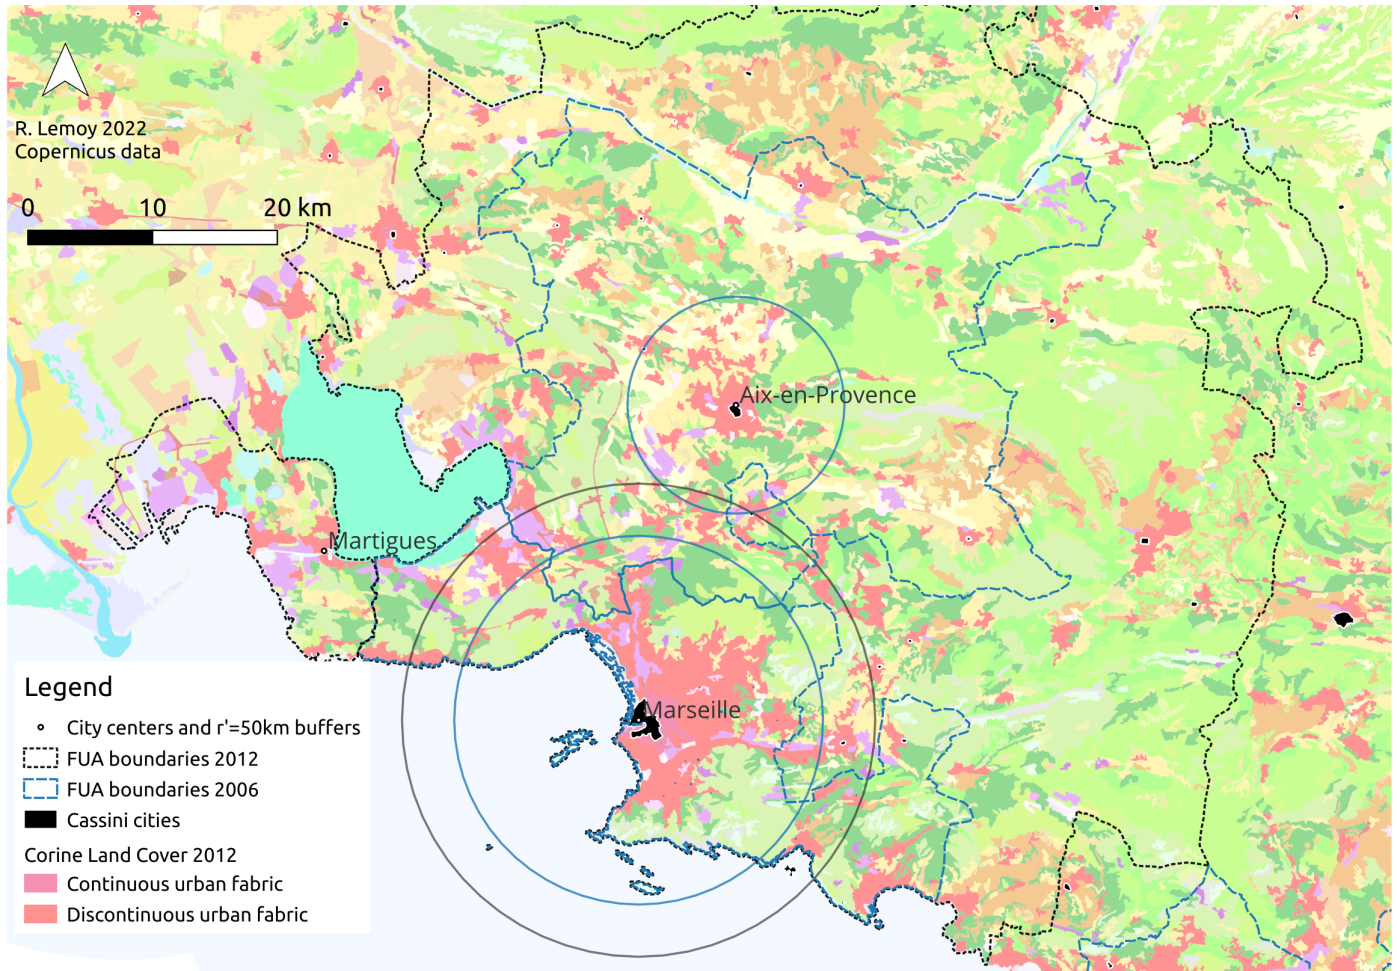 R. Lemoy 2022
Copernicus data
0 10 20 km
Aix-en-Provence
Martigues
Marseille
Legend
City centers and r'=50km buffers
FUA boundaries 2012
FUA boundaries 2006
Cassini cities
Corine Land Cover 2012
Continuous urban fabric
Discontinuous urban fabric